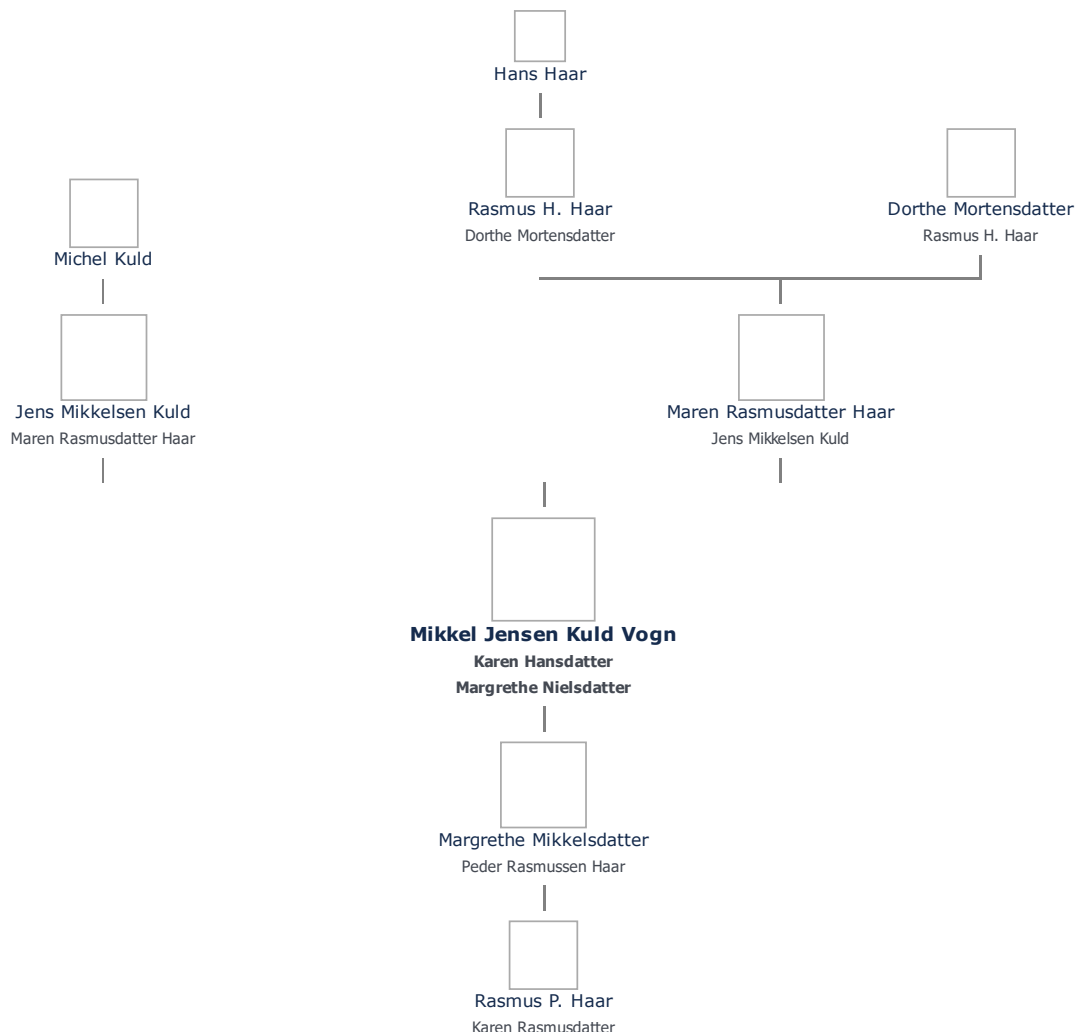 Hans Haar
Rasmus H. Haar
Dorthe Mortensdatter
Dorthe Mortensdatter
Rasmus H. Haar
Michel Kuld
Jens Mikkelsen Kuld
Maren Rasmusdatter Haar
Maren Rasmusdatter Haar
Jens Mikkelsen Kuld
Mikkel Jensen Kuld Vogn
Karen Hansdatter
Margrethe Nielsdatter
Margrethe Mikkelsdatter
Peder Rasmussen Haar
Rasmus P. Haar
Karen Rasmusdatter